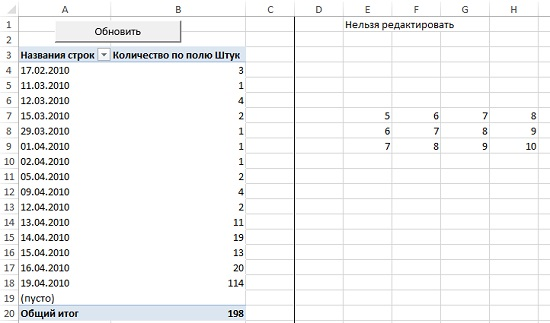 A B C D E F G H
1 Обновить Нельзя редактировать
2
3 Названия строк Количество по полю Штук
4 17.02.2010 3
5 11.03.2010 1
6 12.03.2010 4
7 15.03.2010 2 5 6 7 8
8 29.03.2010 1 6 7 8 9
9 01.04.2010 1 7 8 9 10
10 02.04.2010 1
11 05.04.2010 2
12 09.04.2010 4
13 12.04.2010 2
14 13.04.2010 11
15 14.04.2010 19
16 15.04.2010 13
17 16.04.2010 20
18 19.04.2010 114
19 (пусто)
20 Общий итог 198